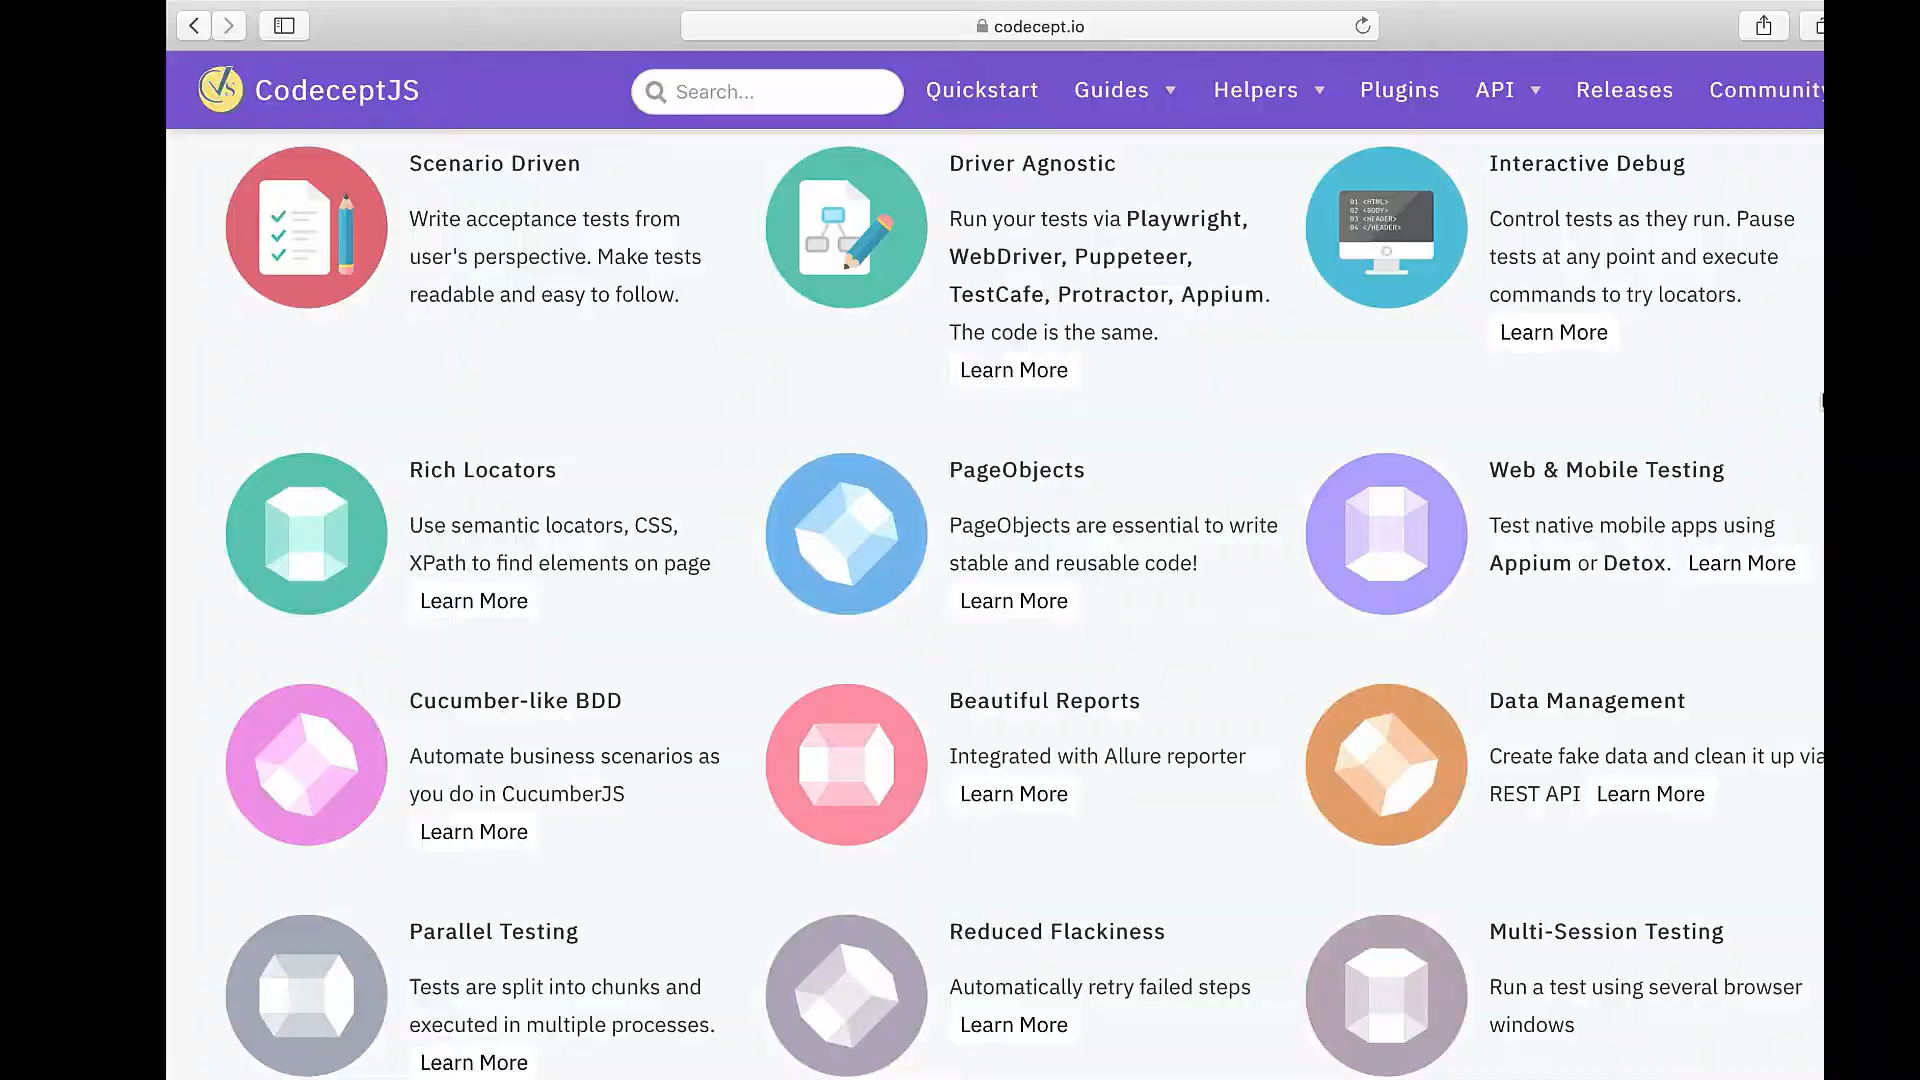 codecept.io
CodeceptJS
Search...
Quickstart
Guides
Helpers
Plugins
API
Releases
Community
Scenario Driven
Write acceptance tests from
user's perspective. Make tests
readable and easy to follow.
Driver Agnostic
Run your tests via Playwright,
WebDriver, Puppeteer,
TestCafe, Protractor, Appium.
The code is the same.
Learn More
Interactive Debug
Control tests as they run. Pause
tests at any point and execute
commands to try locators.
Learn More
01 <HTML>
02 <BODY>
03 <HEADER>
04 </HEADER>
Rich Locators
Use semantic locators, CSS,
XPath to find elements on page
Learn More
PageObjects
PageObjects are essential to write
stable and reusable code!
Learn More
Web & Mobile Testing
Test native mobile apps using
Appium or Detox. Learn More
Cucumber-like BDD
Automate business scenarios as
you do in CucumberJS
Learn More
Beautiful Reports
Integrated with Allure reporter
Learn More
Data Management
Create fake data and clean it up via
REST API Learn More
Parallel Testing
Tests are split into chunks and
executed in multiple processes.
Learn More
Reduced Flackiness
Automatically retry failed steps
Learn More
Multi-Session Testing
Run a test using several browser
windows